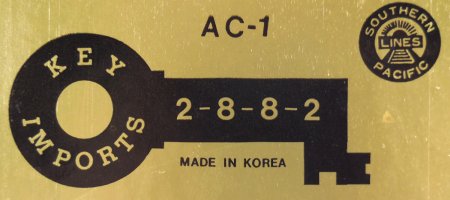 AC-1
SOUTHERN
LINES
PACIFIC
KEY
IMPORTS
2-8-8-2
MADE IN KOREA